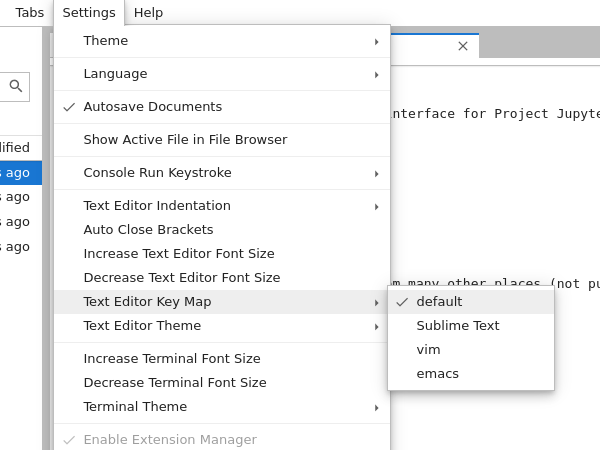 Tabs Settings Help
Theme
Language
Autosave Documents
nterface for Project Jupyte
Show Active File in File Browser
ified
Console Run Keystroke
s ago
s ago
Text Editor Indentation
s ago
Auto Close Brackets
s ago
Increase Text Editor Font Size
Decrease Text Editor Font Size
many other places (not pu
Text Editor Key Map
default
Text Editor Theme
Sublime Text
vim
Increase Terminal Font Size
emacs
Decrease Terminal Font Size
Terminal Theme
Enable Extension Manager